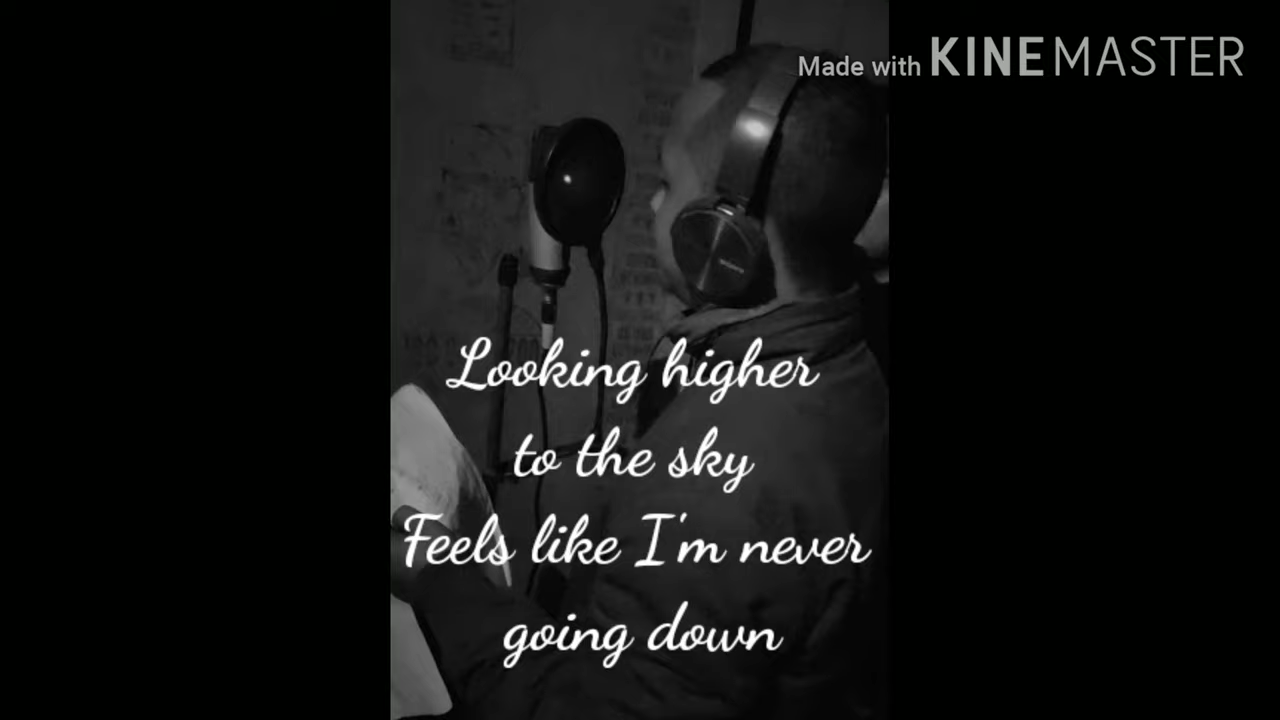 Made with KINEMASTER
Looking higher
to the sky
Feels like I'm never
going down